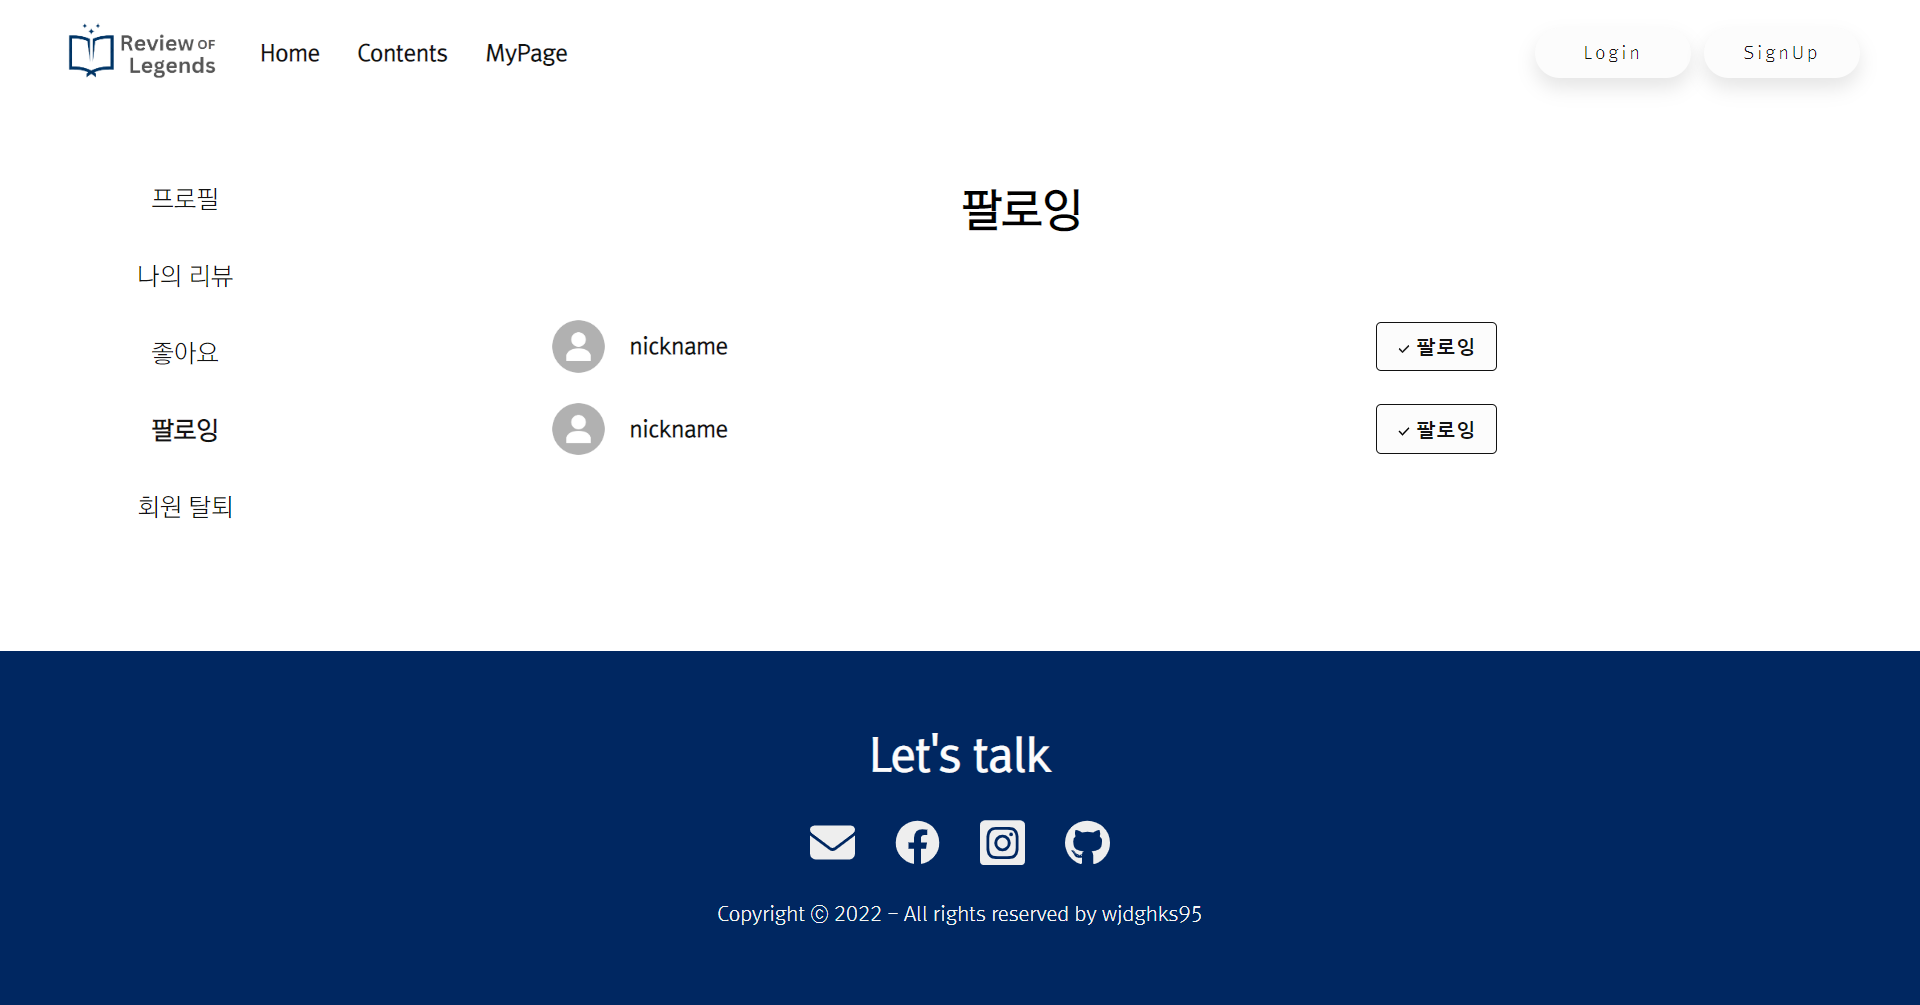 Review OF
Legends
Home
Contents
MyPage
Login
SignUp
프로필
나의 리뷰
좋아요
팔로잉
회원 탈퇴
팔로잉
nickname
✓ 팔로잉
nickname
✓ 팔로잉
Let's talk
Copyright ⓒ 2022 – All rights reserved by wjdghks95